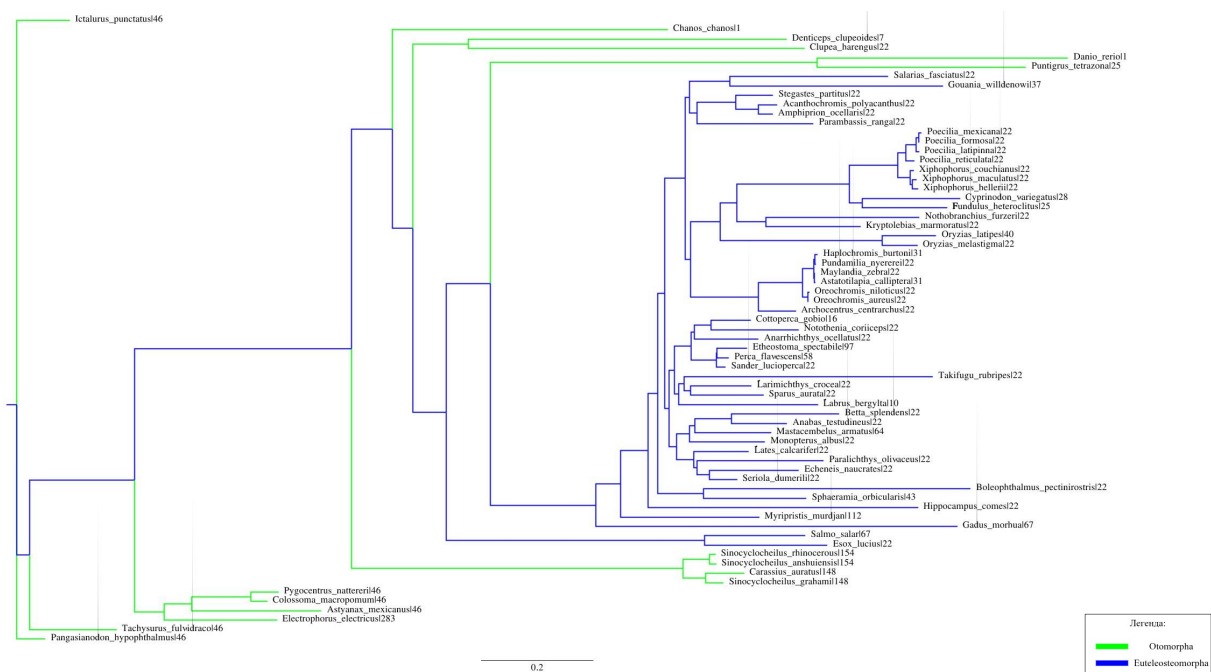 Ictalurus_punctatus|46
Chanos_chanos|1
Denticeps_clupeoides|7
Clupea_harengus|22
Danio_rerio|1
Puntigrus_tetrazona|25
Salarias_fasciatus|22
Gouania_willdenowi|37
Stegastes_partitus|22
Acanthochromis_polyacanthus|22
Amphiprion_ocellaris|22
Parambassis_ranga|22
Poecilia_mexicana|22
Poecilia_formosa|22
Poecilia_latipinna|22
Poecilia_reticulata|22
Xiphophorus_couchianus|22
Xiphophorus_maculatus|22
Xiphophorus_hellerii|22
Cyprinodon_variegatus|28
Fundulus_heteroclitus|25
Nothobranchius_furzeri|22
Kryptolebias_marmoratus|22
Oryzias_latipes|40
Oryzias_melastigma|22
Haplochromis_burtoni|31
Pundamilia_nyererei|22
Maylandia_zebra|22
Astatotilapia_calliptera|31
Oreochromis_niloticus|22
Oreochromis_aureus|22
Archocentrus_centrarchus|22
Cottoperca_gobio|16
Notothenia_coriiceps|22
Anarrhichthys_ocellatus|22
Etheostoma_spectabile|97
Perca_flavescens|58
Sander_lucioperca|22
Takifugu_rubripes|22
Larimichthys_crocea|22
Sparus_aurata|22
Labrus_bergylta|10
Betta_splendens|22
Anabas_testudineus|22
Mastacembelus_armatus|64
Monopterus_albus|22
Lates_calcarifer|22
Paralichthys_olivaceus|22
Echeneis_naucrates|22
Seriola_dumerili|22
Boleophthalmus_pectinirostris|22
Sphaeramia_orbicularis|43
Hippocampus_comes|22
Myripristis_murdjan|112
Gadus_morhua|67
Salmo_salar|67
Esox_lucius|22
Sinocyclocheilus_rhinocerous|154
Sinocyclocheilus_anshuiensis|154
Carassius_auratus|148
Sinocyclocheilus_grahami|148
Pygocentrus_nattereri|46
Colossoma_macropomum|46
Astyanax_mexicanus|46
Electrophorus_electricus|283
Tachysurus_fulvidraco|46
Pangasianodon_hypophthalmus|46
0.2
Легенда:
Otomorpha
Euteleosteomorpha